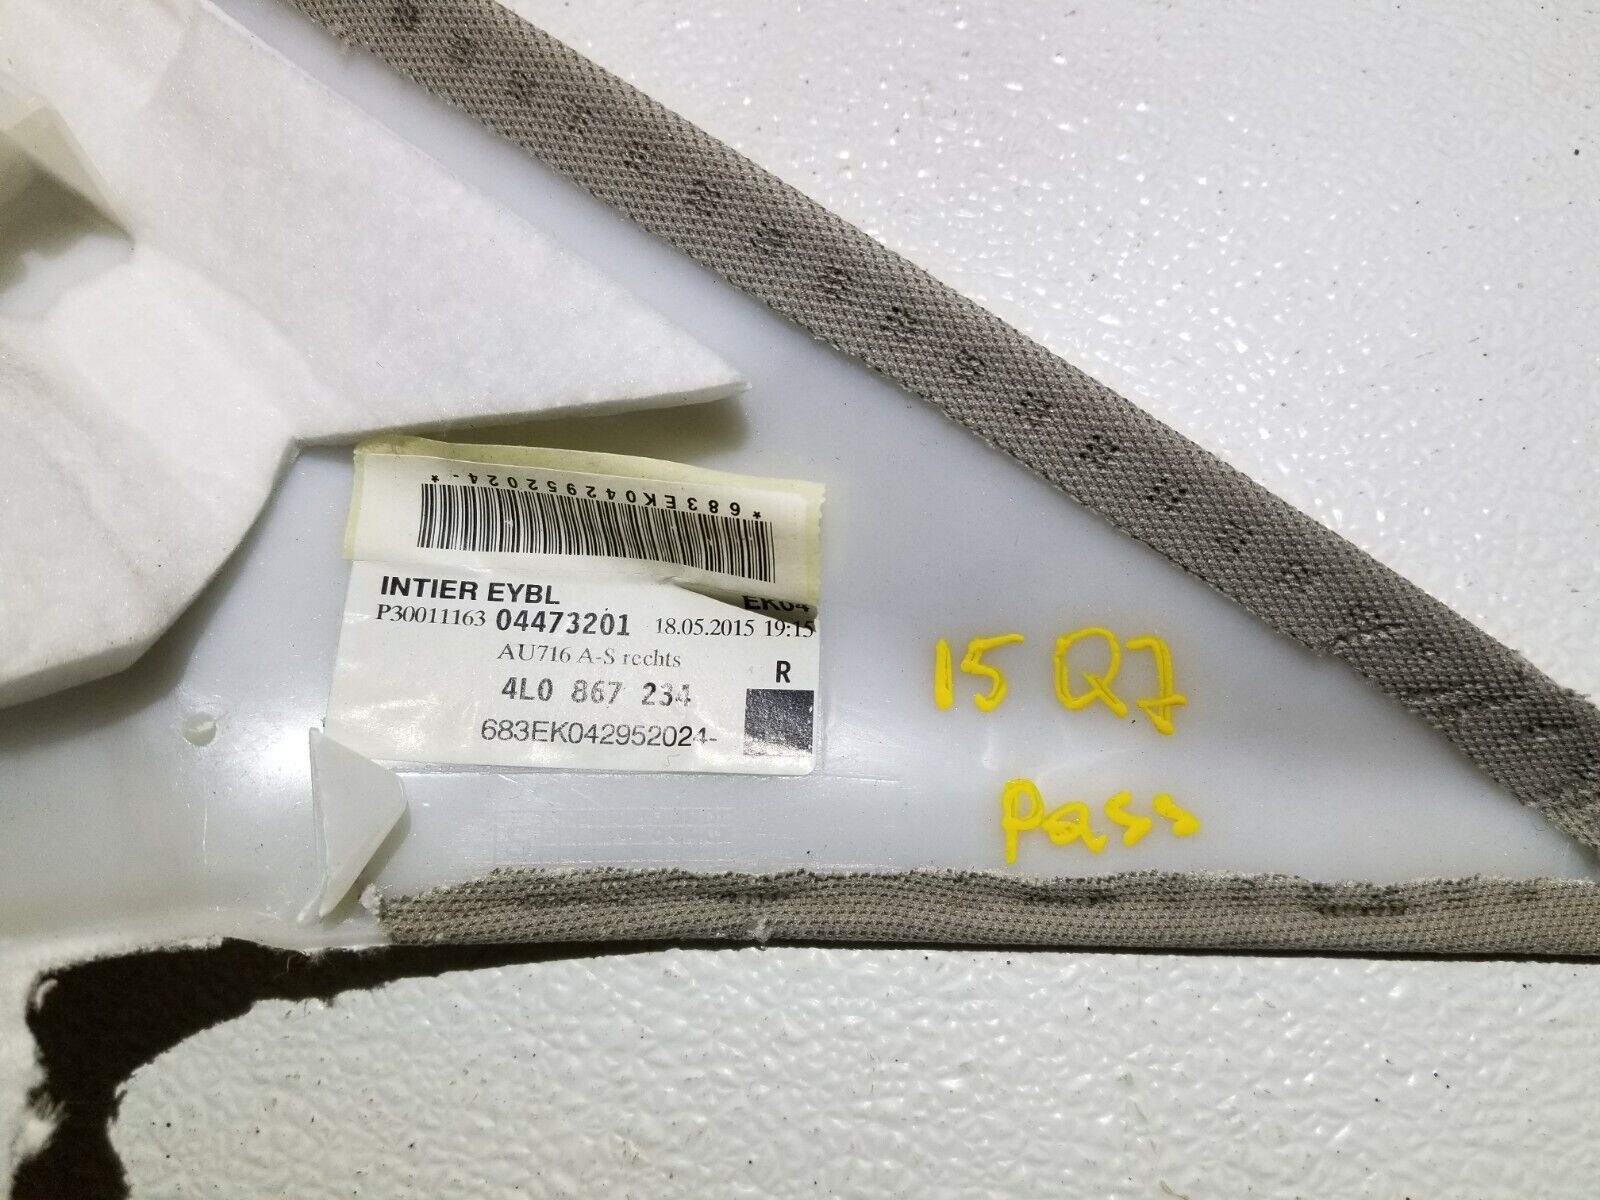 *683EK042952024-*
INTIER EYBL EK04
P30011163 04473201 18.05.2015 19:15
AU716 A-S rechts
R
4L0 867 234
683EK042952024-
15 Q7
Pass